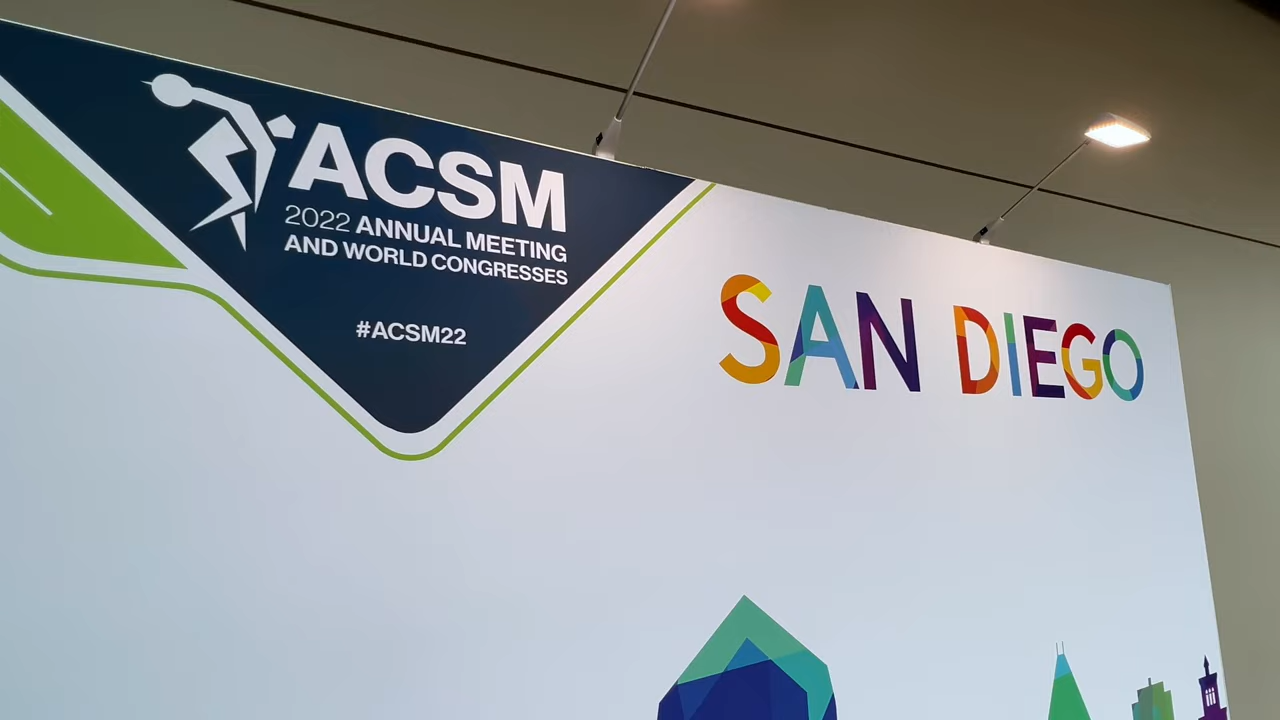 ACSM
2022 ANNUAL MEETING
AND WORLD CONGRESSES
#ACSM22
SAN DIEGO